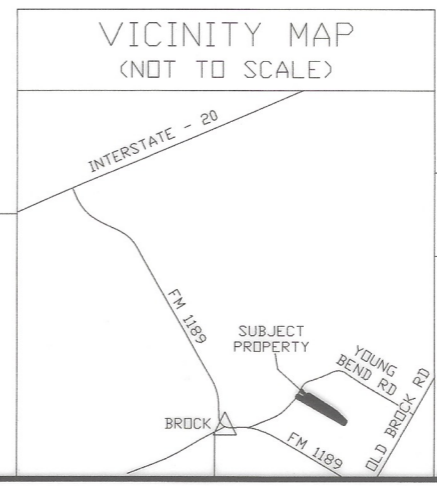 VICINITY MAP
(NOT TO SCALE)
INTERSTATE - 20
FM 1189
SUBJECT
PROPERTY
YOUNG
BEND RD
OLD BROCK RD
BROCK
FM 1189